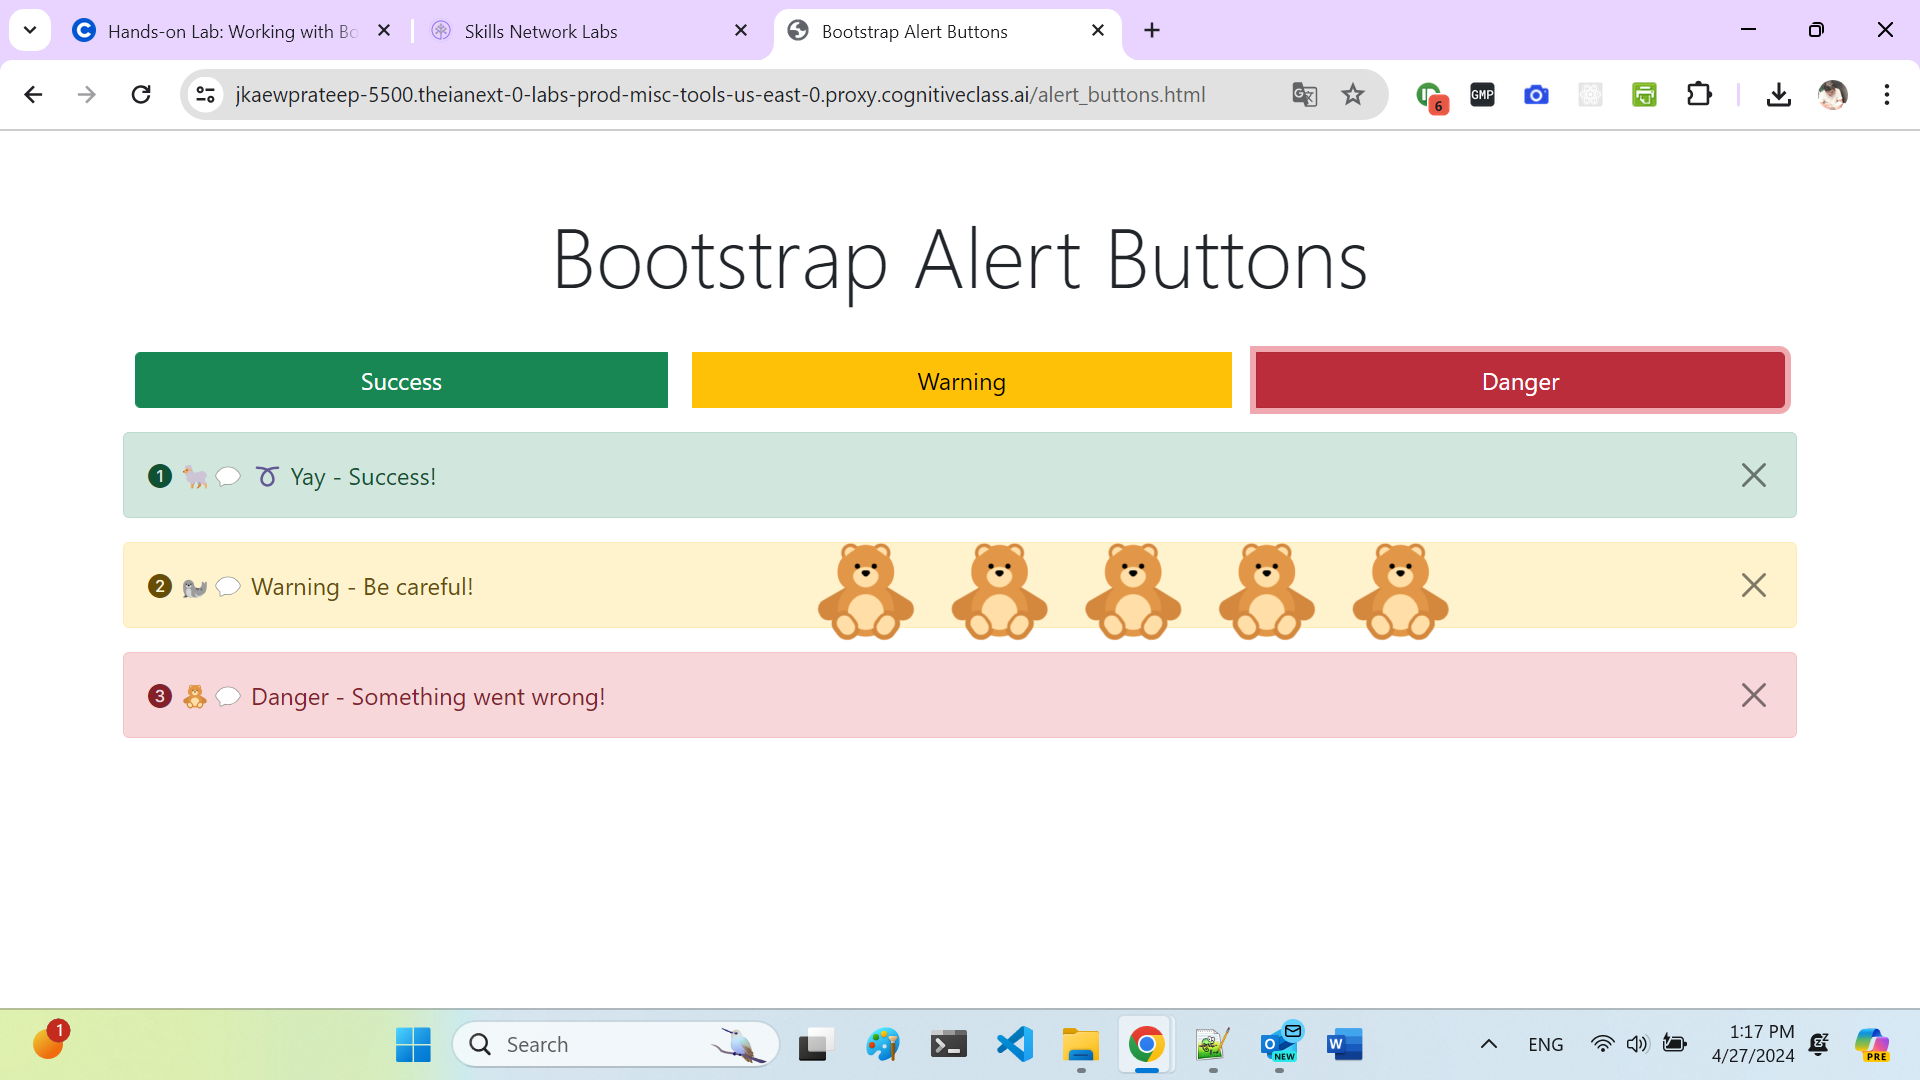 Hands-on Lab: Working with Bo
Skills Network Labs
Bootstrap Alert Buttons
jkaewprateep-5500.theianext-0-labs-prod-misc-tools-us-east-0.proxy.cognitiveclass.ai/alert_buttons.html
6
GMP
Bootstrap Alert Buttons
Success
Warning
Danger
1 Yay - Success!
2 Warning - Be careful!
3 Danger - Something went wrong!
1
Search
NEW
W
ENG
1:17 PM
4/27/2024
PRE